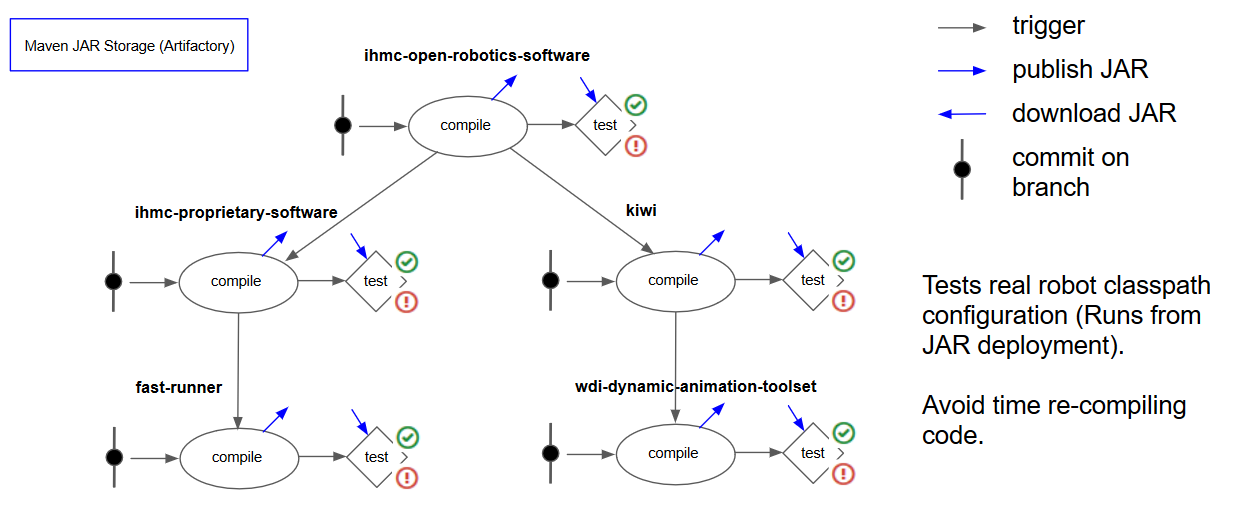 Maven JAR Storage (Artifactory)
ihmc-open-robotics-software
compile
test
ihmc-proprietary-software
compile
test
kiwi
compile
test
fast-runner
compile
test
wdi-dynamic-animation-toolset
compile
test
trigger
publish JAR
download JAR
commit on
branch
Tests real robot classpath
configuration (Runs from
JAR deployment).
Avoid time re-compiling
code.